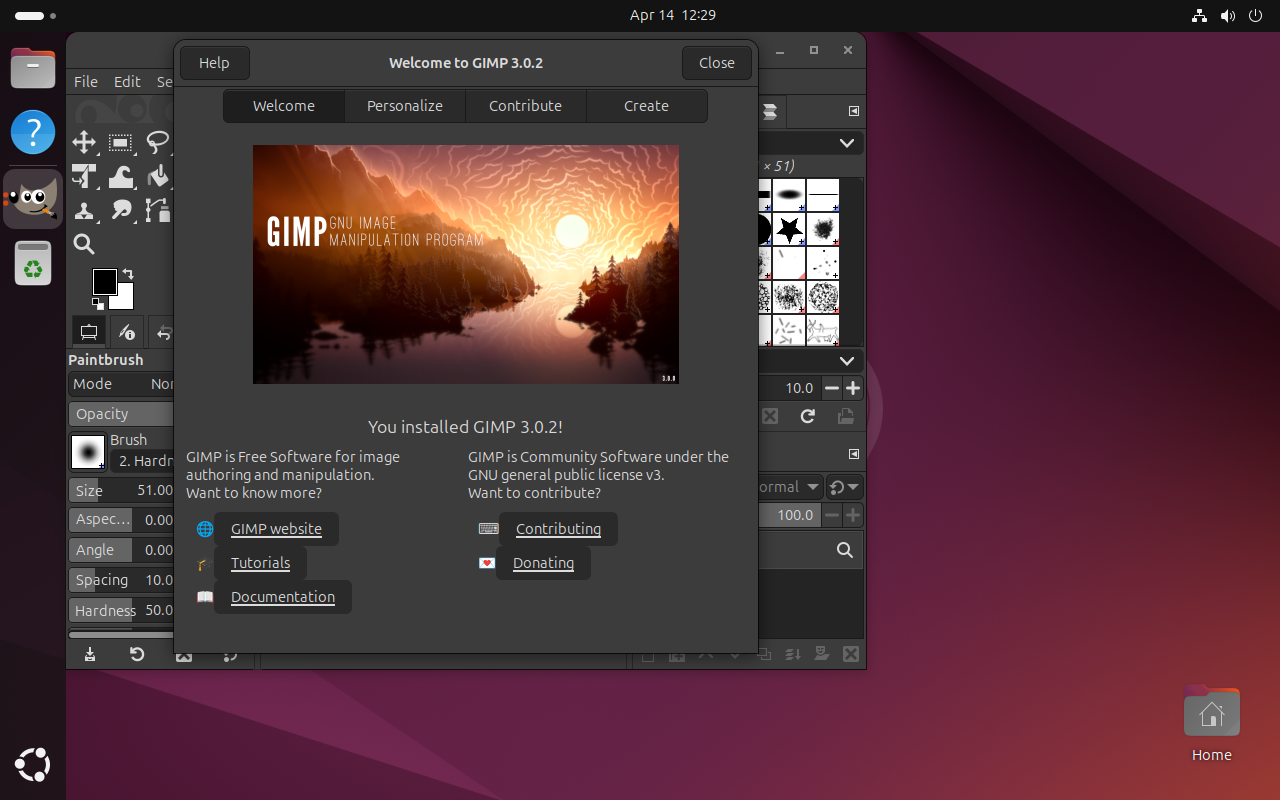 Apr 14 12:29
Help
Welcome to GIMP 3.0.2
Close
File Edit Se
Welcome
Personalize
Contribute
Create
× 51)
GIMP GNU IMAGE
MANIPULATION PROGRAM
3.0.0
Paintbrush
Mode
Nor
Opacity
Brush
2. Hardn
Size 51.00
Aspec... 0.00
Angle 0.00
Spacing 10.0
Hardness 50.0
10.0
ormal
100.0
You installed GIMP 3.0.2!
GIMP is Free Software for image
authoring and manipulation.
Want to know more?
GIMP website
Tutorials
Documentation
GIMP is Community Software under the
GNU general public license v3.
Want to contribute?
Contributing
Donating
Home